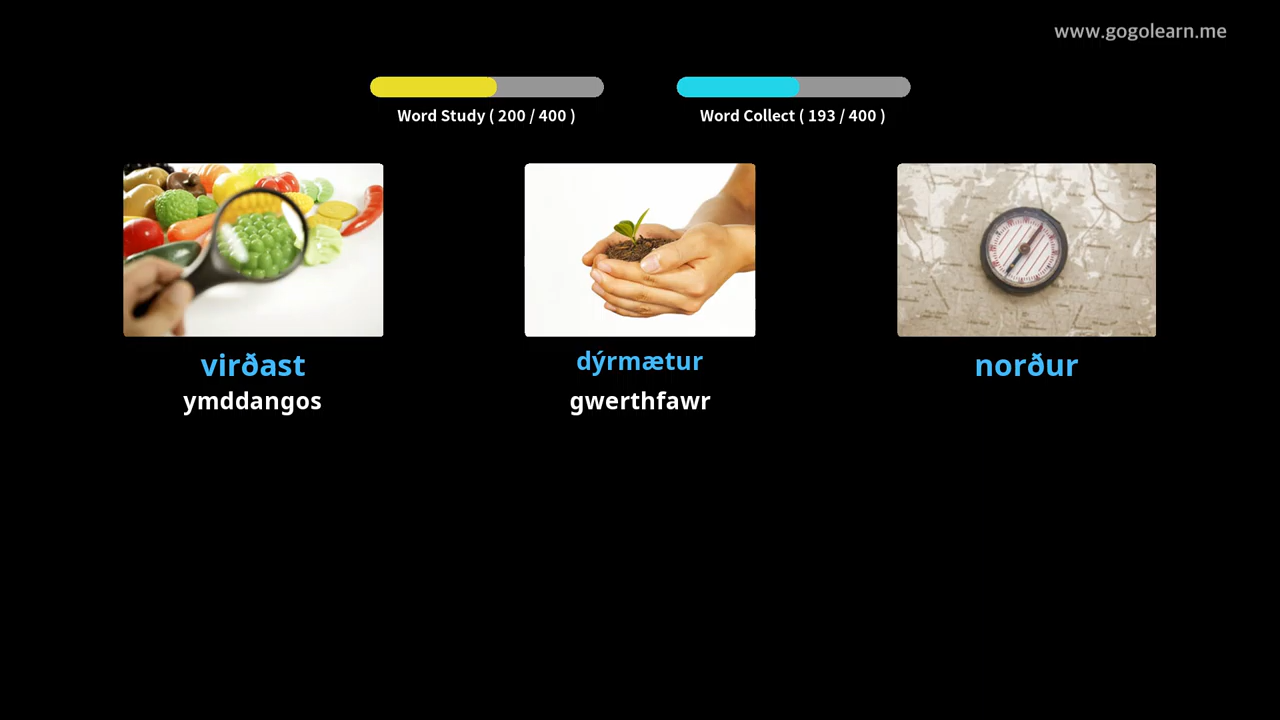 www.gogolearn.me
Word Study ( 200 / 400 )
Word Collect ( 193 / 400 )
virðast
ymddangos
dýrmætur
gwerthfawr
norður